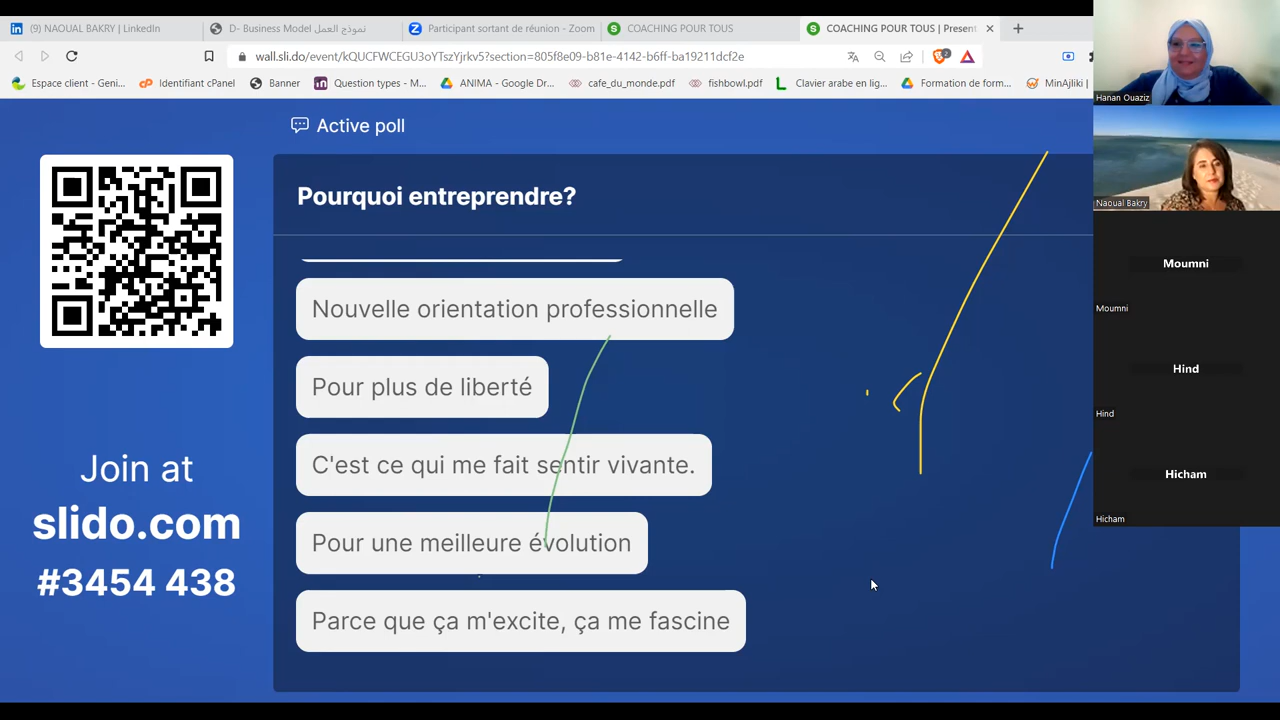 (9) NAOUAL BAKRY | LinkedIn
D- Business Model نموذج العمل
Participant sortant de réunion - Zoom
COACHING POUR TOUS
COACHING POUR TOUS | Present
wall.sli.do/event/kQUCFWCEGU3oYTszYjrkv5?section=805f8e09-b81e-4142-b6ff-ba19211dcf2e
2
Espace client - Geni...
Identifiant CPANEL
Banner
Question types - M...
ANIMA - Google Dr...
cafe_du_monde.pdf
fishbowl.pdf
Clavier arabe en lig...
Formation de form...
MinAjliki |
Active poll
Pourquoi entreprendre?
Nouvelle orientation professionnelle
Pour plus de liberté
C'est ce qui me fait sentir vivante.
Pour une meilleure évolution
Parce que ça m'excite, ça me fascine
Join at
slido.com
#3454 438
Hanan Ouaziz
Naoual Bakry
Moumni
Moumni
Hind
Hind
Hicham
Hicham